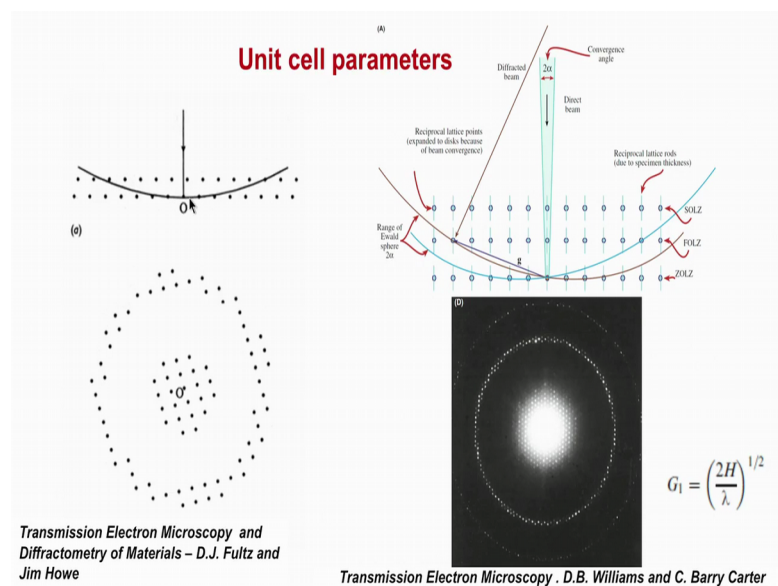 Unit cell parameters
(A)
Convergence
angle
Diffracted
beam
2α
Direct
beam
Reciprocal lattice points
(expanded to disks because
of beam convergence)
Reciprocal lattice rods
(due to specimen thickness)
SOLZ
Range of
Ewald
sphere
2α
FOLZ
g
ZOLZ
O
(a)
O
(D)
G₁ = (2H/λ)^1/2
Transmission Electron Microscopy and
Diffractometry of Materials – D.J. Fultz and
Jim Howe
Transmission Electron Microscopy . D.B. Williams and C. Barry Carter